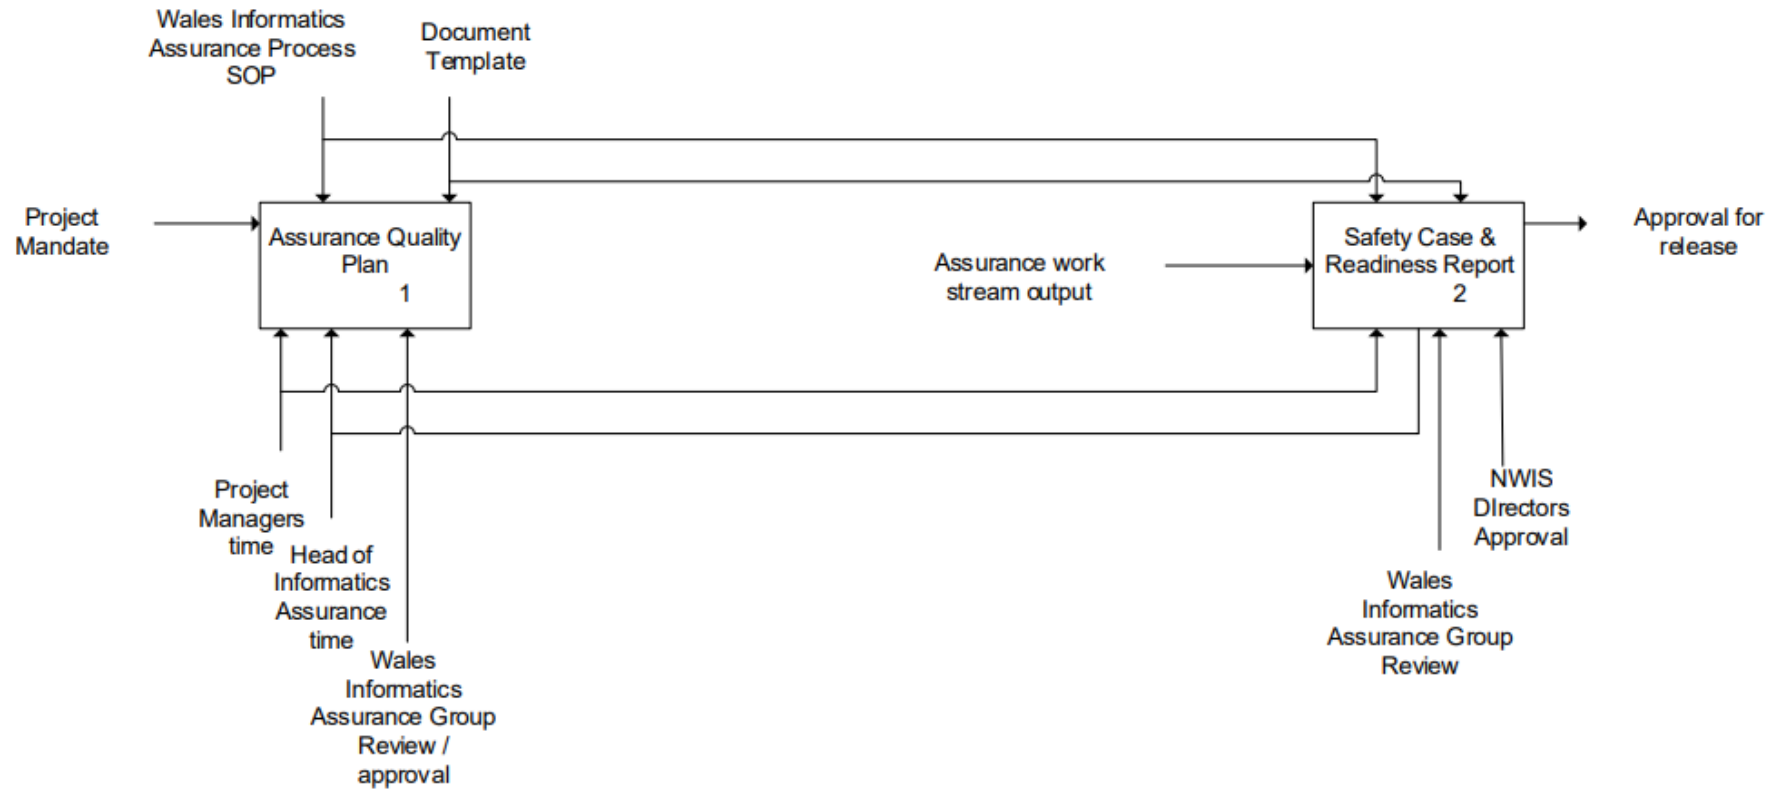 Wales Informatics
Assurance Process
SOP
Document
Template
Project
Mandate
Assurance Quality
Plan
1
Assurance work
stream output
Safety Case &
Readiness Report
2
Approval for
release
Project
Managers
time
Head of
Informatics
Assurance
time
Wales
Informatics
Assurance Group
Review /
approval
NWIS
DIrectors
Approval
Wales
Informatics
Assurance Group
Review